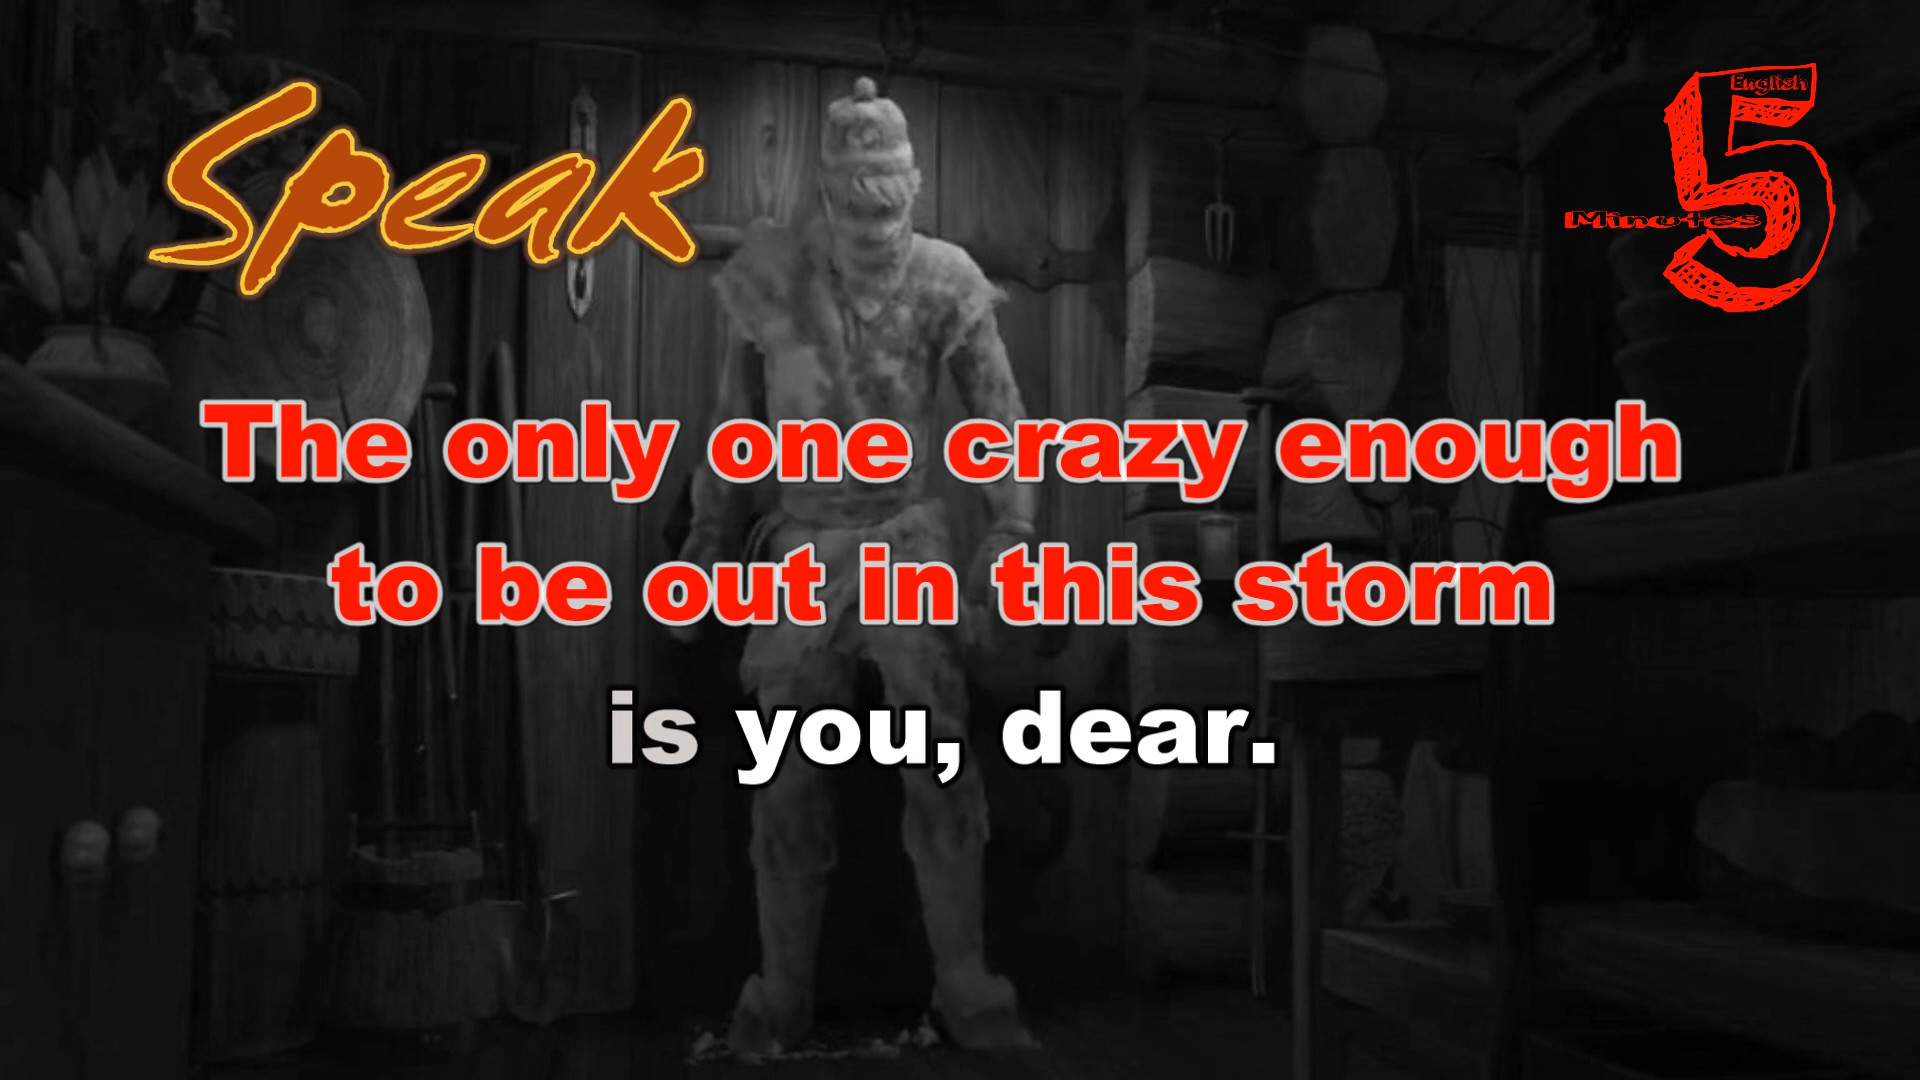 Speak
English
5
Minutes
The only one crazy enough
to be out in this storm
is you, dear.